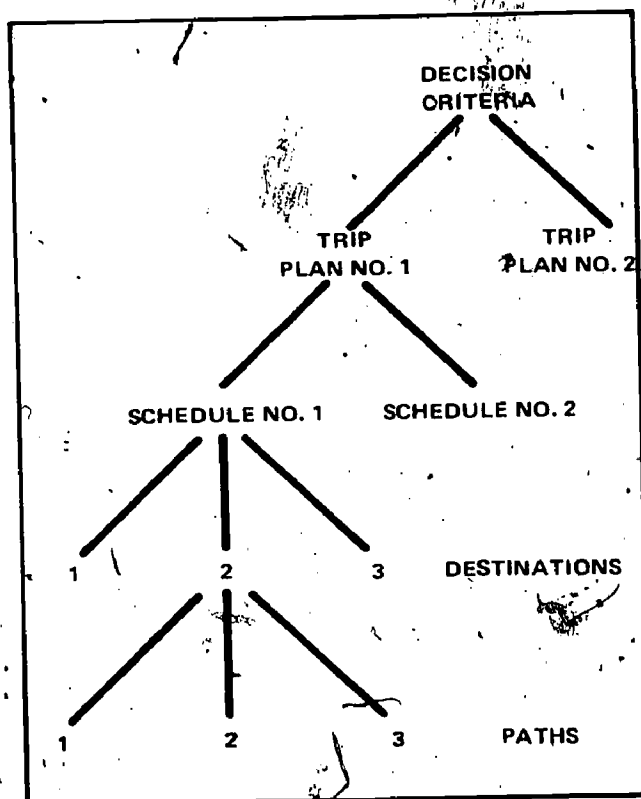 DECISION
ORITERIA
TRIP
PLAN NO. 1
TRIP
PLAN NO. 2
SCHEDULE NO. 1 SCHEDULE NO. 2
1 2 3 DESTINATIONS
1 2 3 PATHS